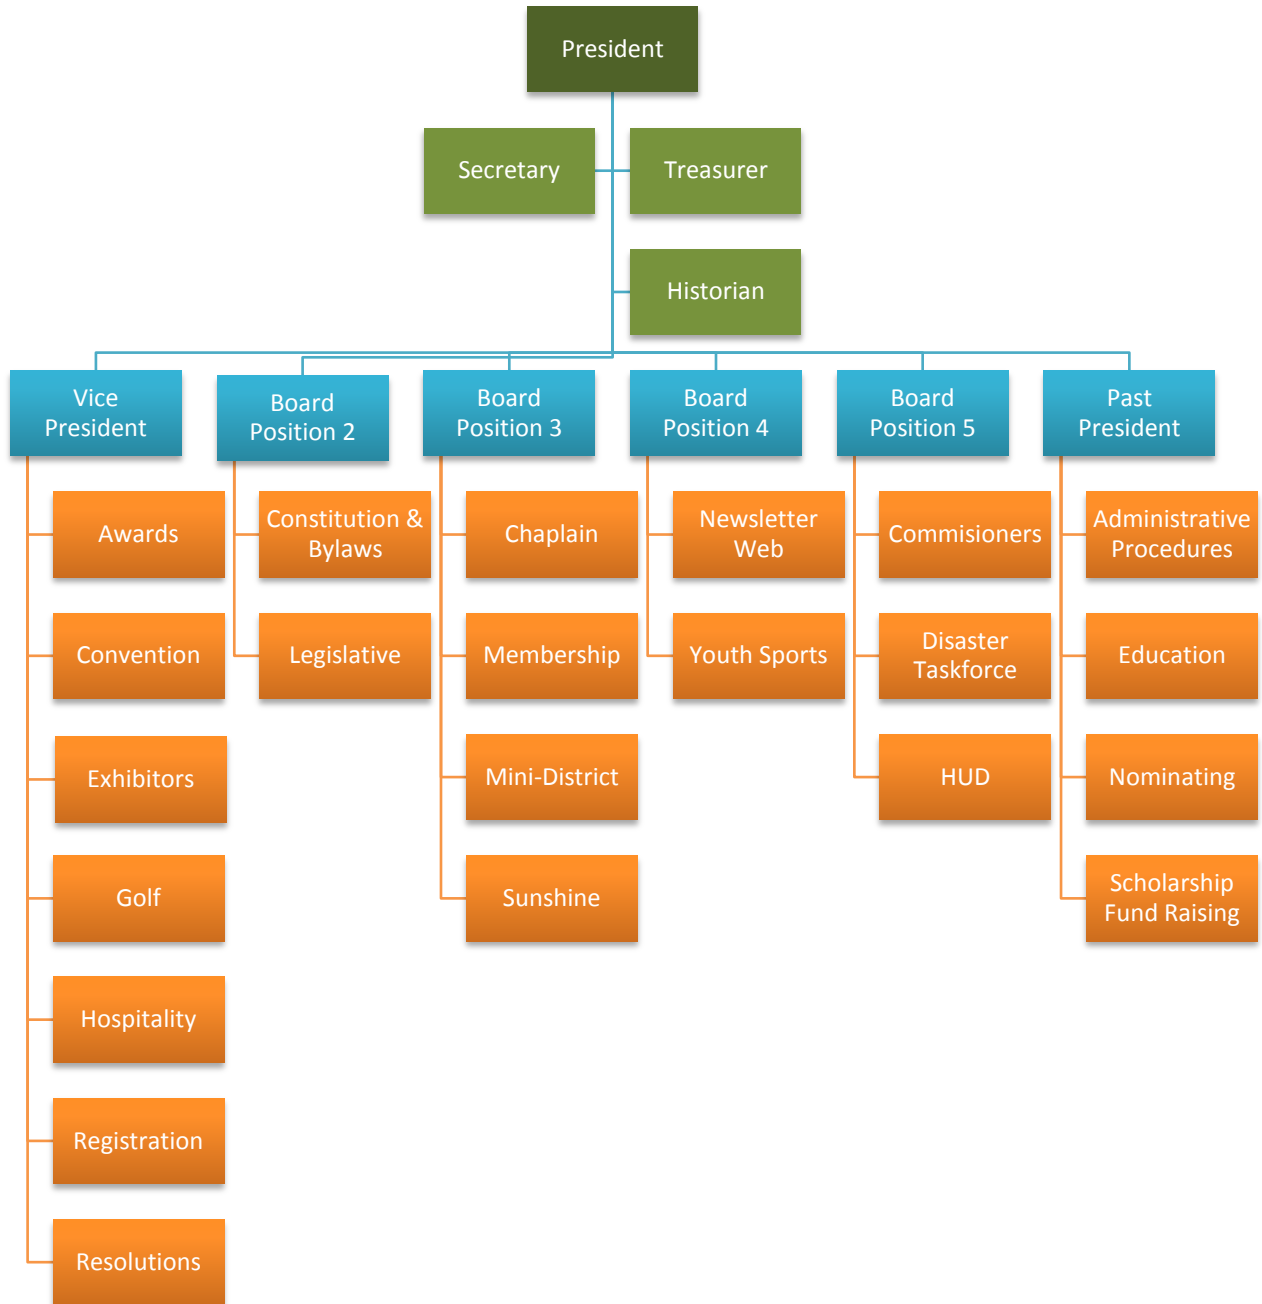 President
Secretary
Treasurer
Historian
Vice
President
Board
Position 2
Board
Position 3
Board
Position 4
Board
Position 5
Past
President
Awards
Convention
Exhibitors
Golf
Hospitality
Registration
Resolutions
Constitution &
Bylaws
Legislative
Chaplain
Membership
Mini-District
Sunshine
Newsletter
Web
Youth Sports
Commisioners
Disaster
Taskforce
HUD
Administrative
Procedures
Education
Nominating
Scholarship
Fund Raising